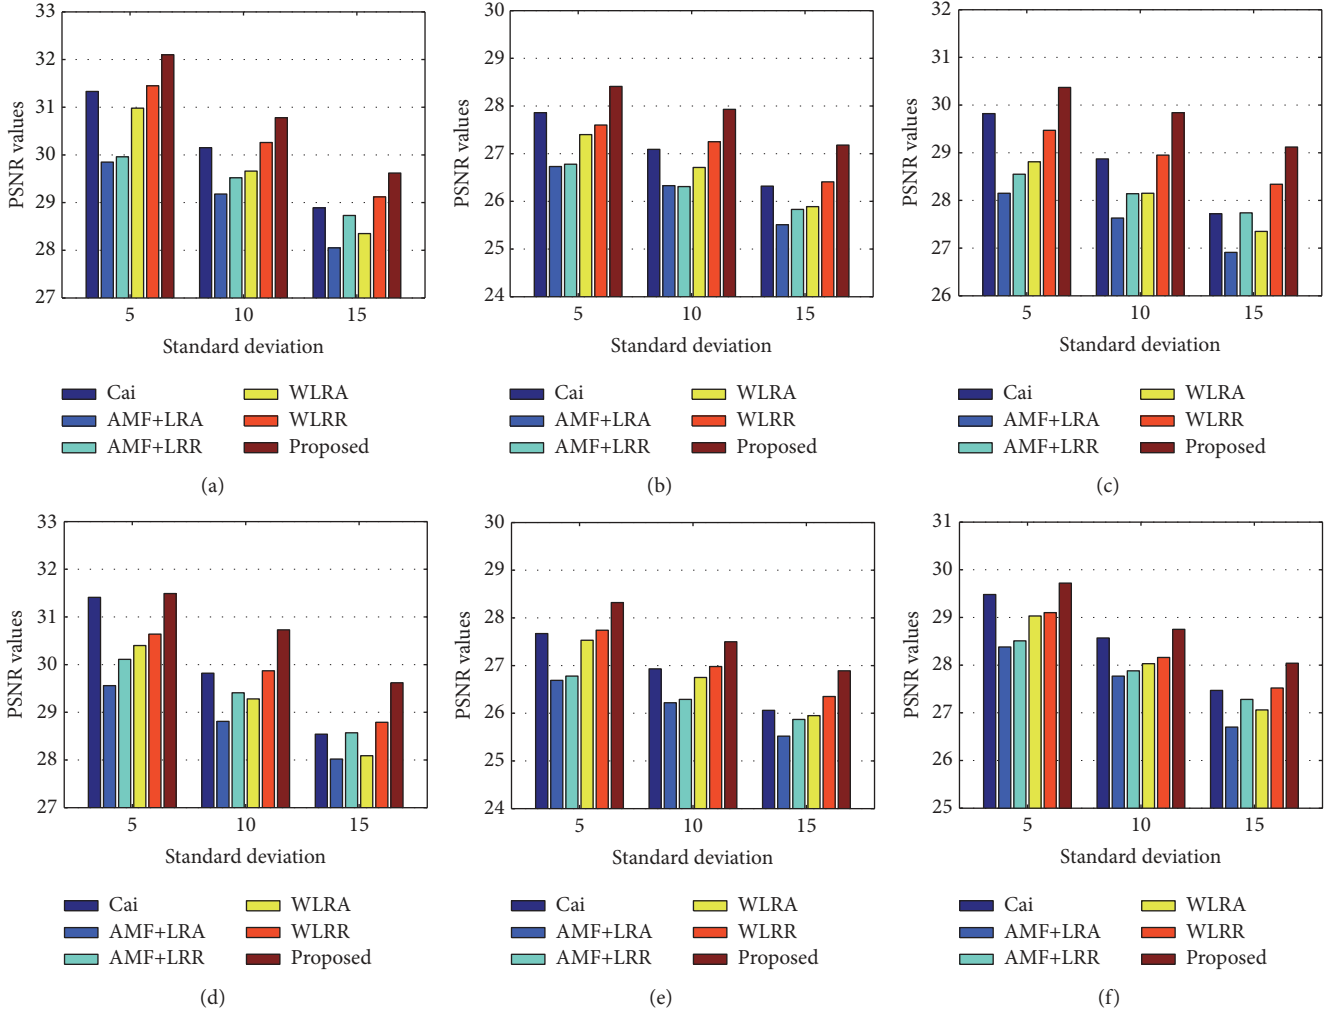 33
32
31
30
29
28
27
PSNR values
5 10 15
Standard deviation
Cai
AMF+LRA
AMF+LRR
WLRA
WLRR
Proposed
(a)
30
29
28
27
26
25
24
PSNR values
5 10 15
Standard deviation
Cai
AMF+LRA
AMF+LRR
WLRA
WLRR
Proposed
(b)
32
31
30
29
28
27
26
PSNR values
5 10 15
Standard deviation
Cai
AMF+LRA
AMF+LRR
WLRA
WLRR
Proposed
(c)
33
32
31
30
29
28
27
PSNR values
5 10 15
Standard deviation
Cai
AMF+LRA
AMF+LRR
WLRA
WLRR
Proposed
(d)
30
29
28
27
26
25
24
PSNR values
5 10 15
Standard deviation
Cai
AMF+LRA
AMF+LRR
WLRA
WLRR
Proposed
(e)
31
30
29
28
27
26
25
PSNR values
5 10 15
Standard deviation
Cai
AMF+LRA
AMF+LRR
WLRA
WLRR
Proposed
(f)